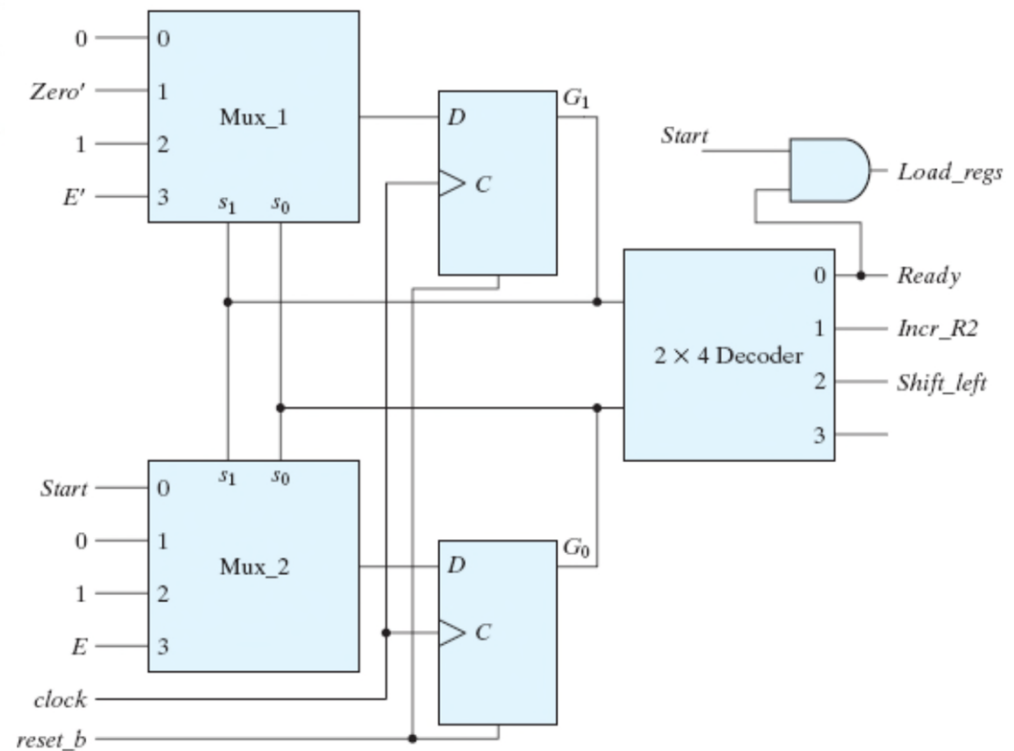 0
0
Zero'
1
Mux_1
1
2
E'
3
s1 s0
D
G1
C
Start
Load_regs
0
Ready
1
Incr_R2
2 × 4 Decoder
2
Shift_left
3
s1 s0
Start
0
0
1
Mux_2
1
2
E
3
D
G0
C
clock
reset_b